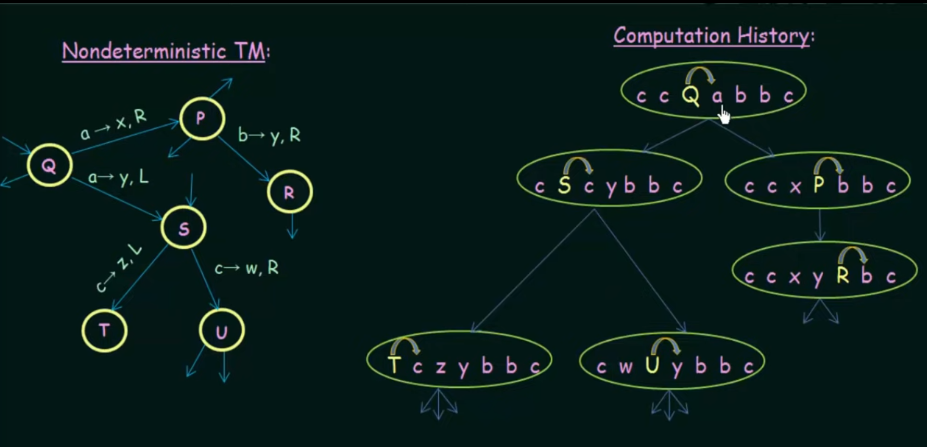 Nondeterministic TM:
Computation History:
c c Q a b b c
a→x, R
P
b→y, R
Q
a→y, L
R
S
c→z, L
c→w, R
T
U
c S c y b b c
c c x P b b c
c c x y R b c
T c z y b b c
c w U y b b c